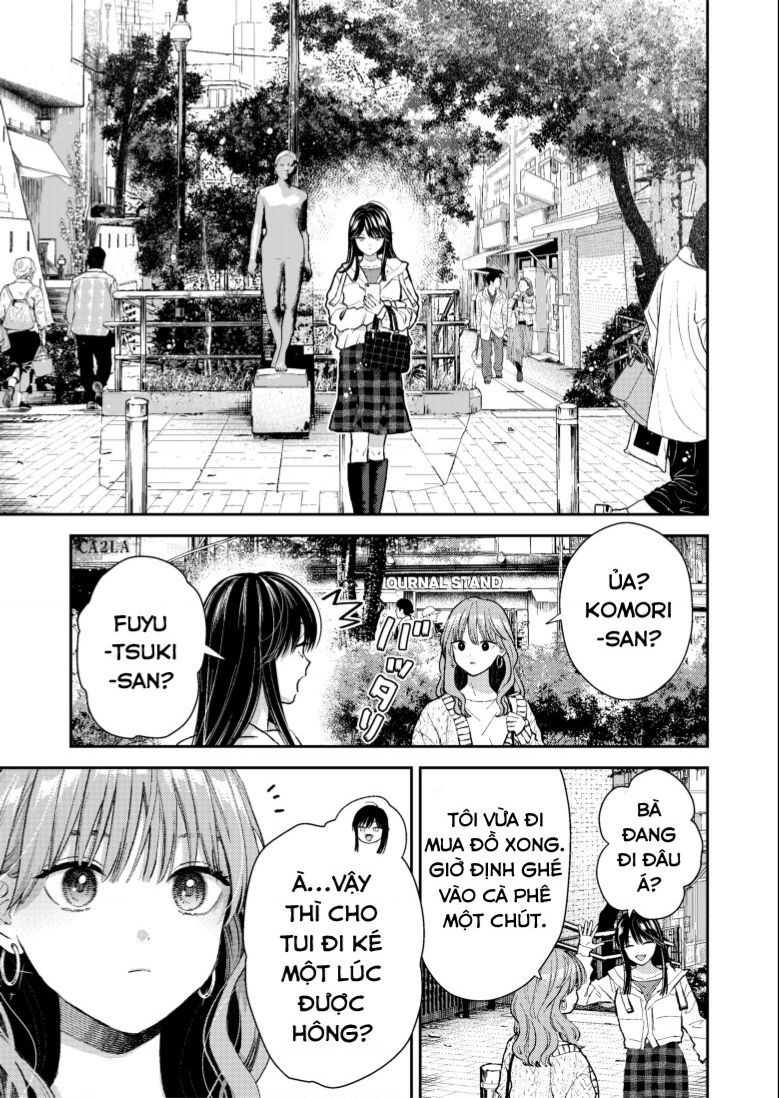 CA2LA
JOURNAL STAND
ỦA?
KOMORI
-SAN?
FUYU
-TSUKI
-SAN?
バッタリ
BÀ
ĐANG
ĐI ĐÂU
Á?
TÔI VỪA ĐI
MUA ĐỒ XONG.
GIỜ ĐỊNH GHÉ
VÀO CÀ PHÊ
MỘT CHÚT.
À...VẬY
THÌ CHO
TUI ĐI KÉ
MỘT LÚC
ĐƯỢC
HÔNG?